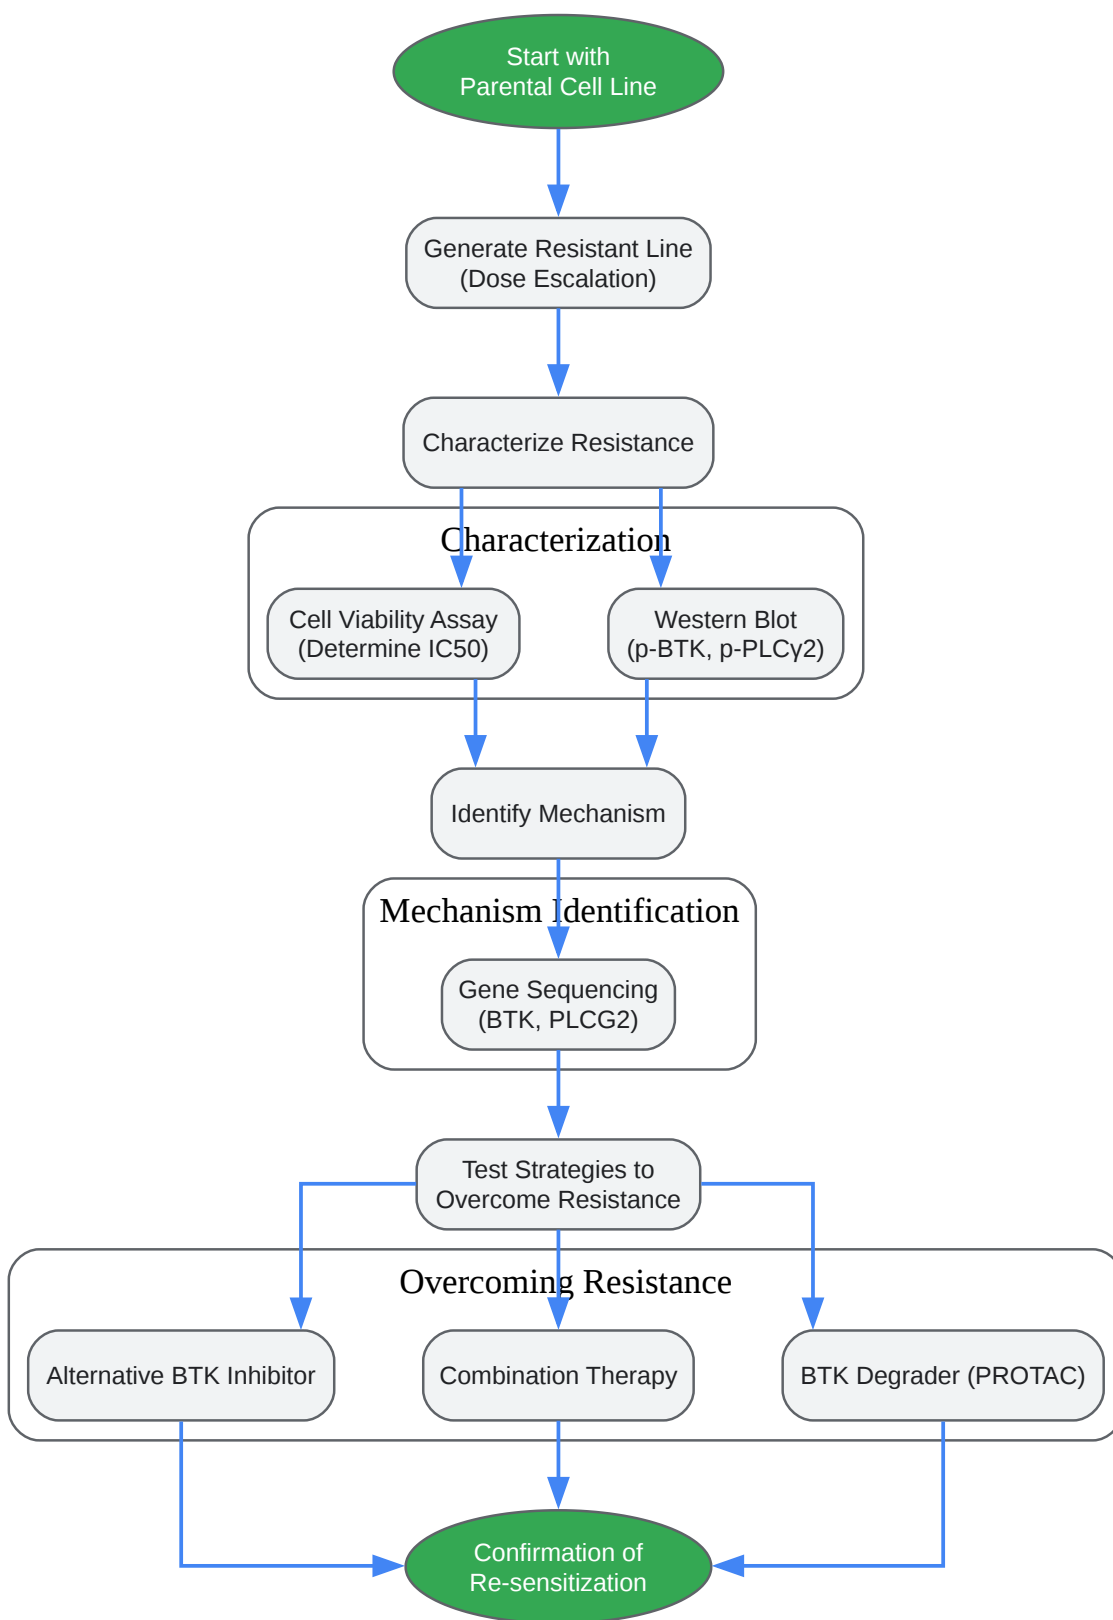 Start with
Parental Cell Line
Generate Resistant Line
(Dose Escalation)
Characterize Resistance
Characterization
Cell Viability Assay
(Determine IC50)
Western Blot
(p-BTK, p-PLCγ2)
Identify Mechanism
Mechanism Identification
Gene Sequencing
(BTK, PLCG2)
Test Strategies to
Overcome Resistance
Overcoming Resistance
Alternative BTK Inhibitor
Combination Therapy
BTK Degrader (PROTAC)
Confirmation of
Re-sensitization